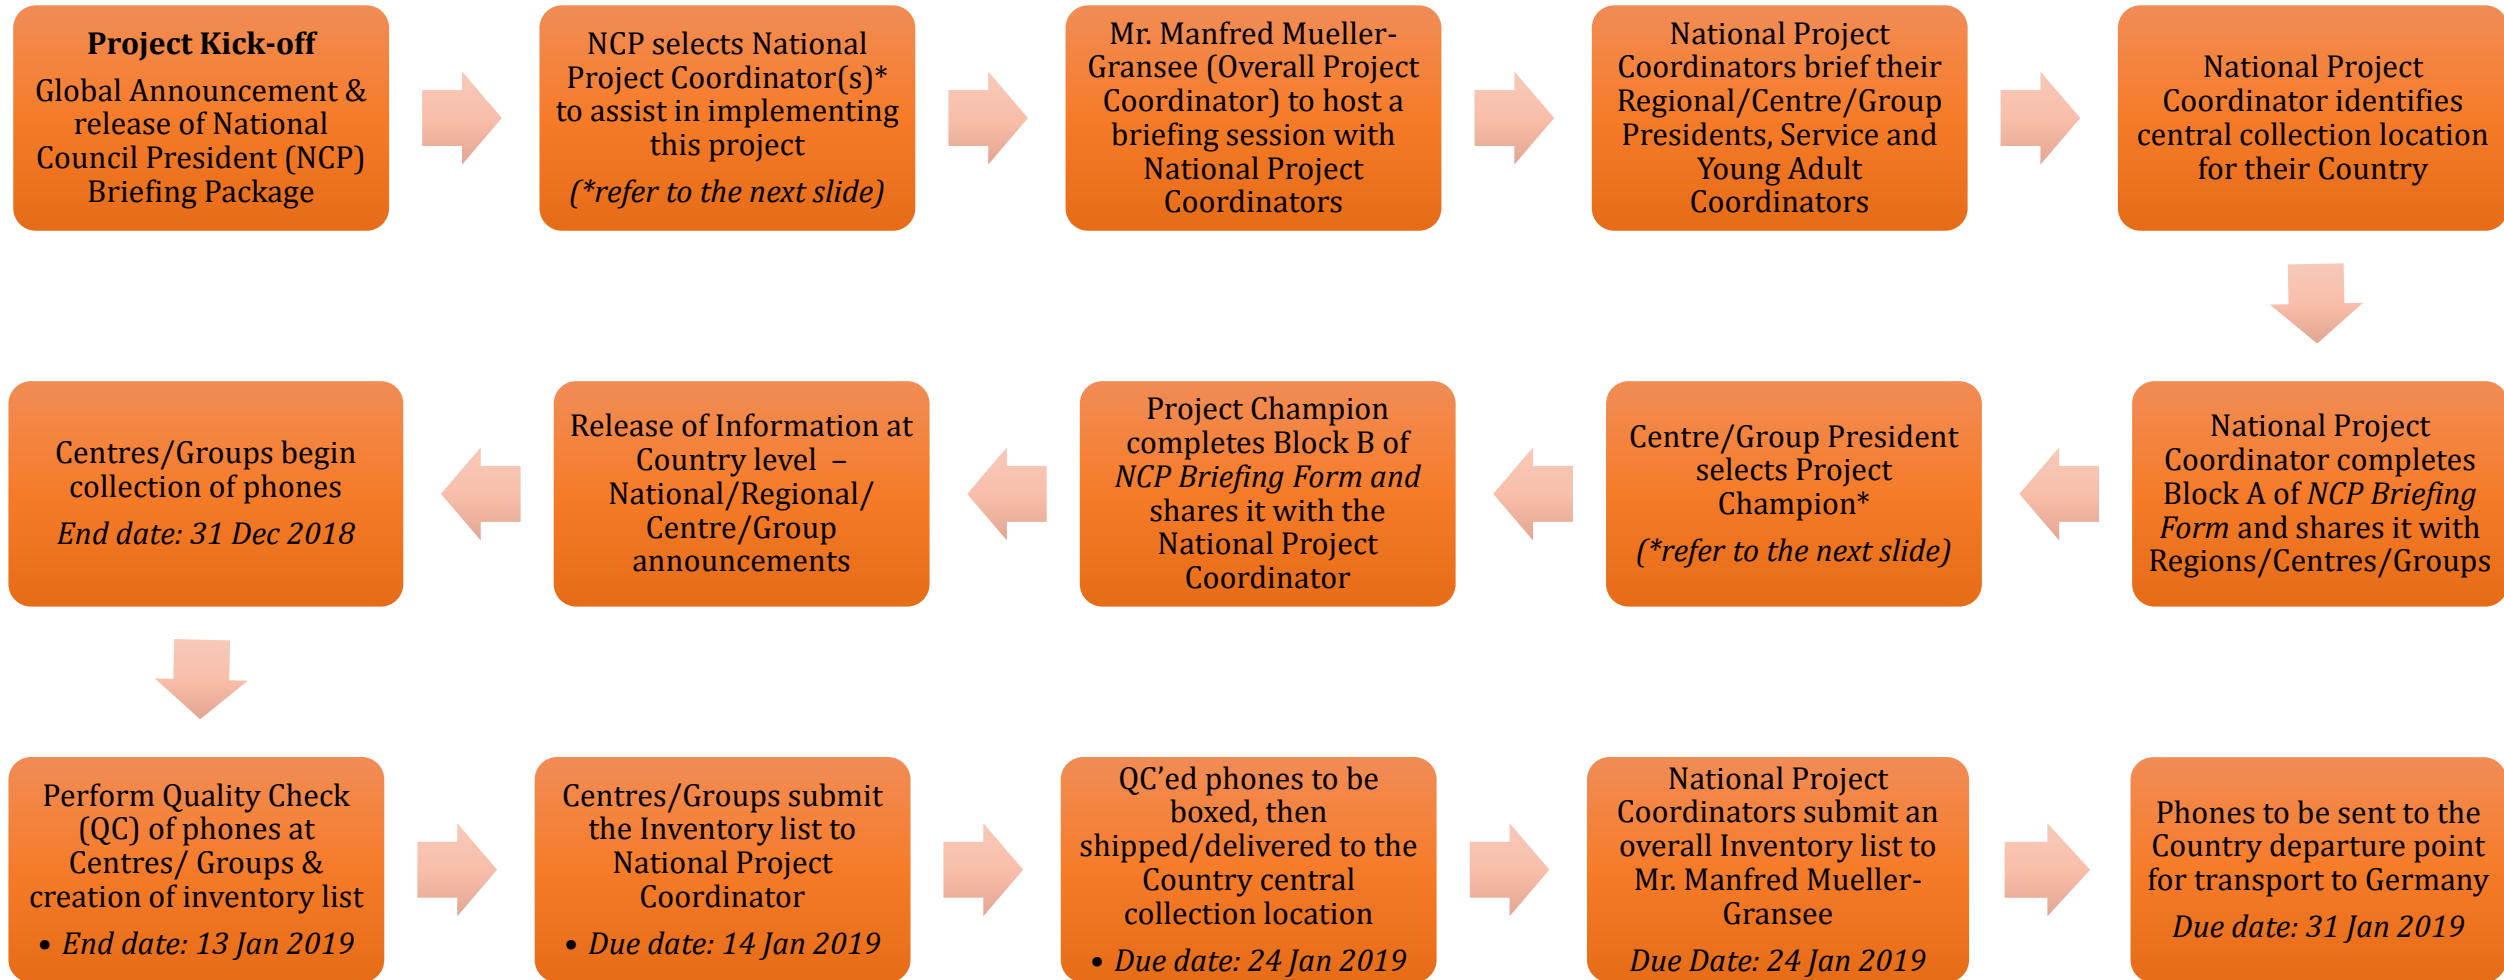 Project Kick-off
Global Announcement &
release of National
Council President (NCP)
Briefing Package
NCP selects National
Project Coordinator(s)*
to assist in implementing
this project
(*refer to the next slide)
Mr. Manfred Mueller-
Gransee (Overall Project
Coordinator) to host a
briefing session with
National Project
Coordinators
National Project
Coordinators brief their
Regional/Centre/Group
Presidents, Service and
Young Adult
Coordinators
National Project
Coordinator identifies
central collection location
for their Country
National Project
Coordinator completes
Block A of NCP Briefing
Form and shares it with
Regions/Centres/Groups
Centre/Group President
selects Project
Champion*
(*refer to the next slide)
Project Champion
completes Block B of
NCP Briefing Form and
shares it with the
National Project
Coordinator
Release of Information at
Country level –
National/Regional/
Centre/Group
announcements
Centres/Groups begin
collection of phones
End date: 31 Dec 2018
Perform Quality Check
(QC) of phones at
Centres/ Groups &
creation of inventory list
• End date: 13 Jan 2019
Centres/Groups submit
the Inventory list to
National Project
Coordinator
• Due date: 14 Jan 2019
QC’ed phones to be
boxed, then
shipped/delivered to the
Country central
collection location
• Due date: 24 Jan 2019
National Project
Coordinators submit an
overall Inventory list to
Mr. Manfred Mueller-
Gransee
Due Date: 24 Jan 2019
Phones to be sent to the
Country departure point
for transport to Germany
Due date: 31 Jan 2019